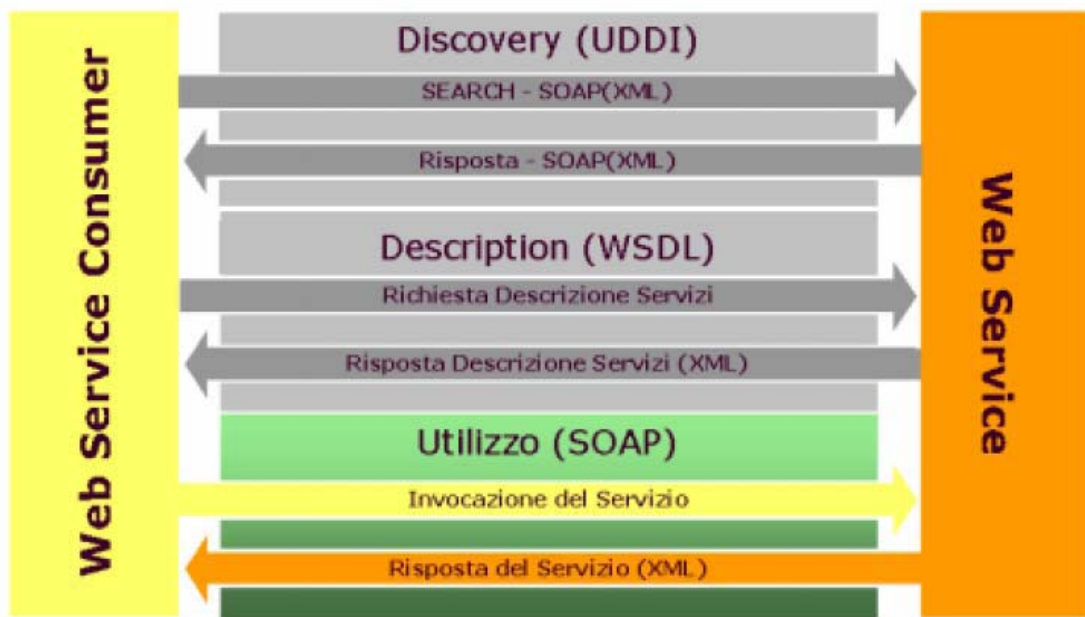 Web Service Consumer
Discovery (UDDI)
SEARCH - SOAP(XML)
Risposta - SOAP(XML)
Description (WSDL)
Richiesta Descrizione Servizi
Risposta Descrizione Servizi (XML)
Utilizzo (SOAP)
Invocazione del Servizio
Risposta del Servizio (XML)
Web Service